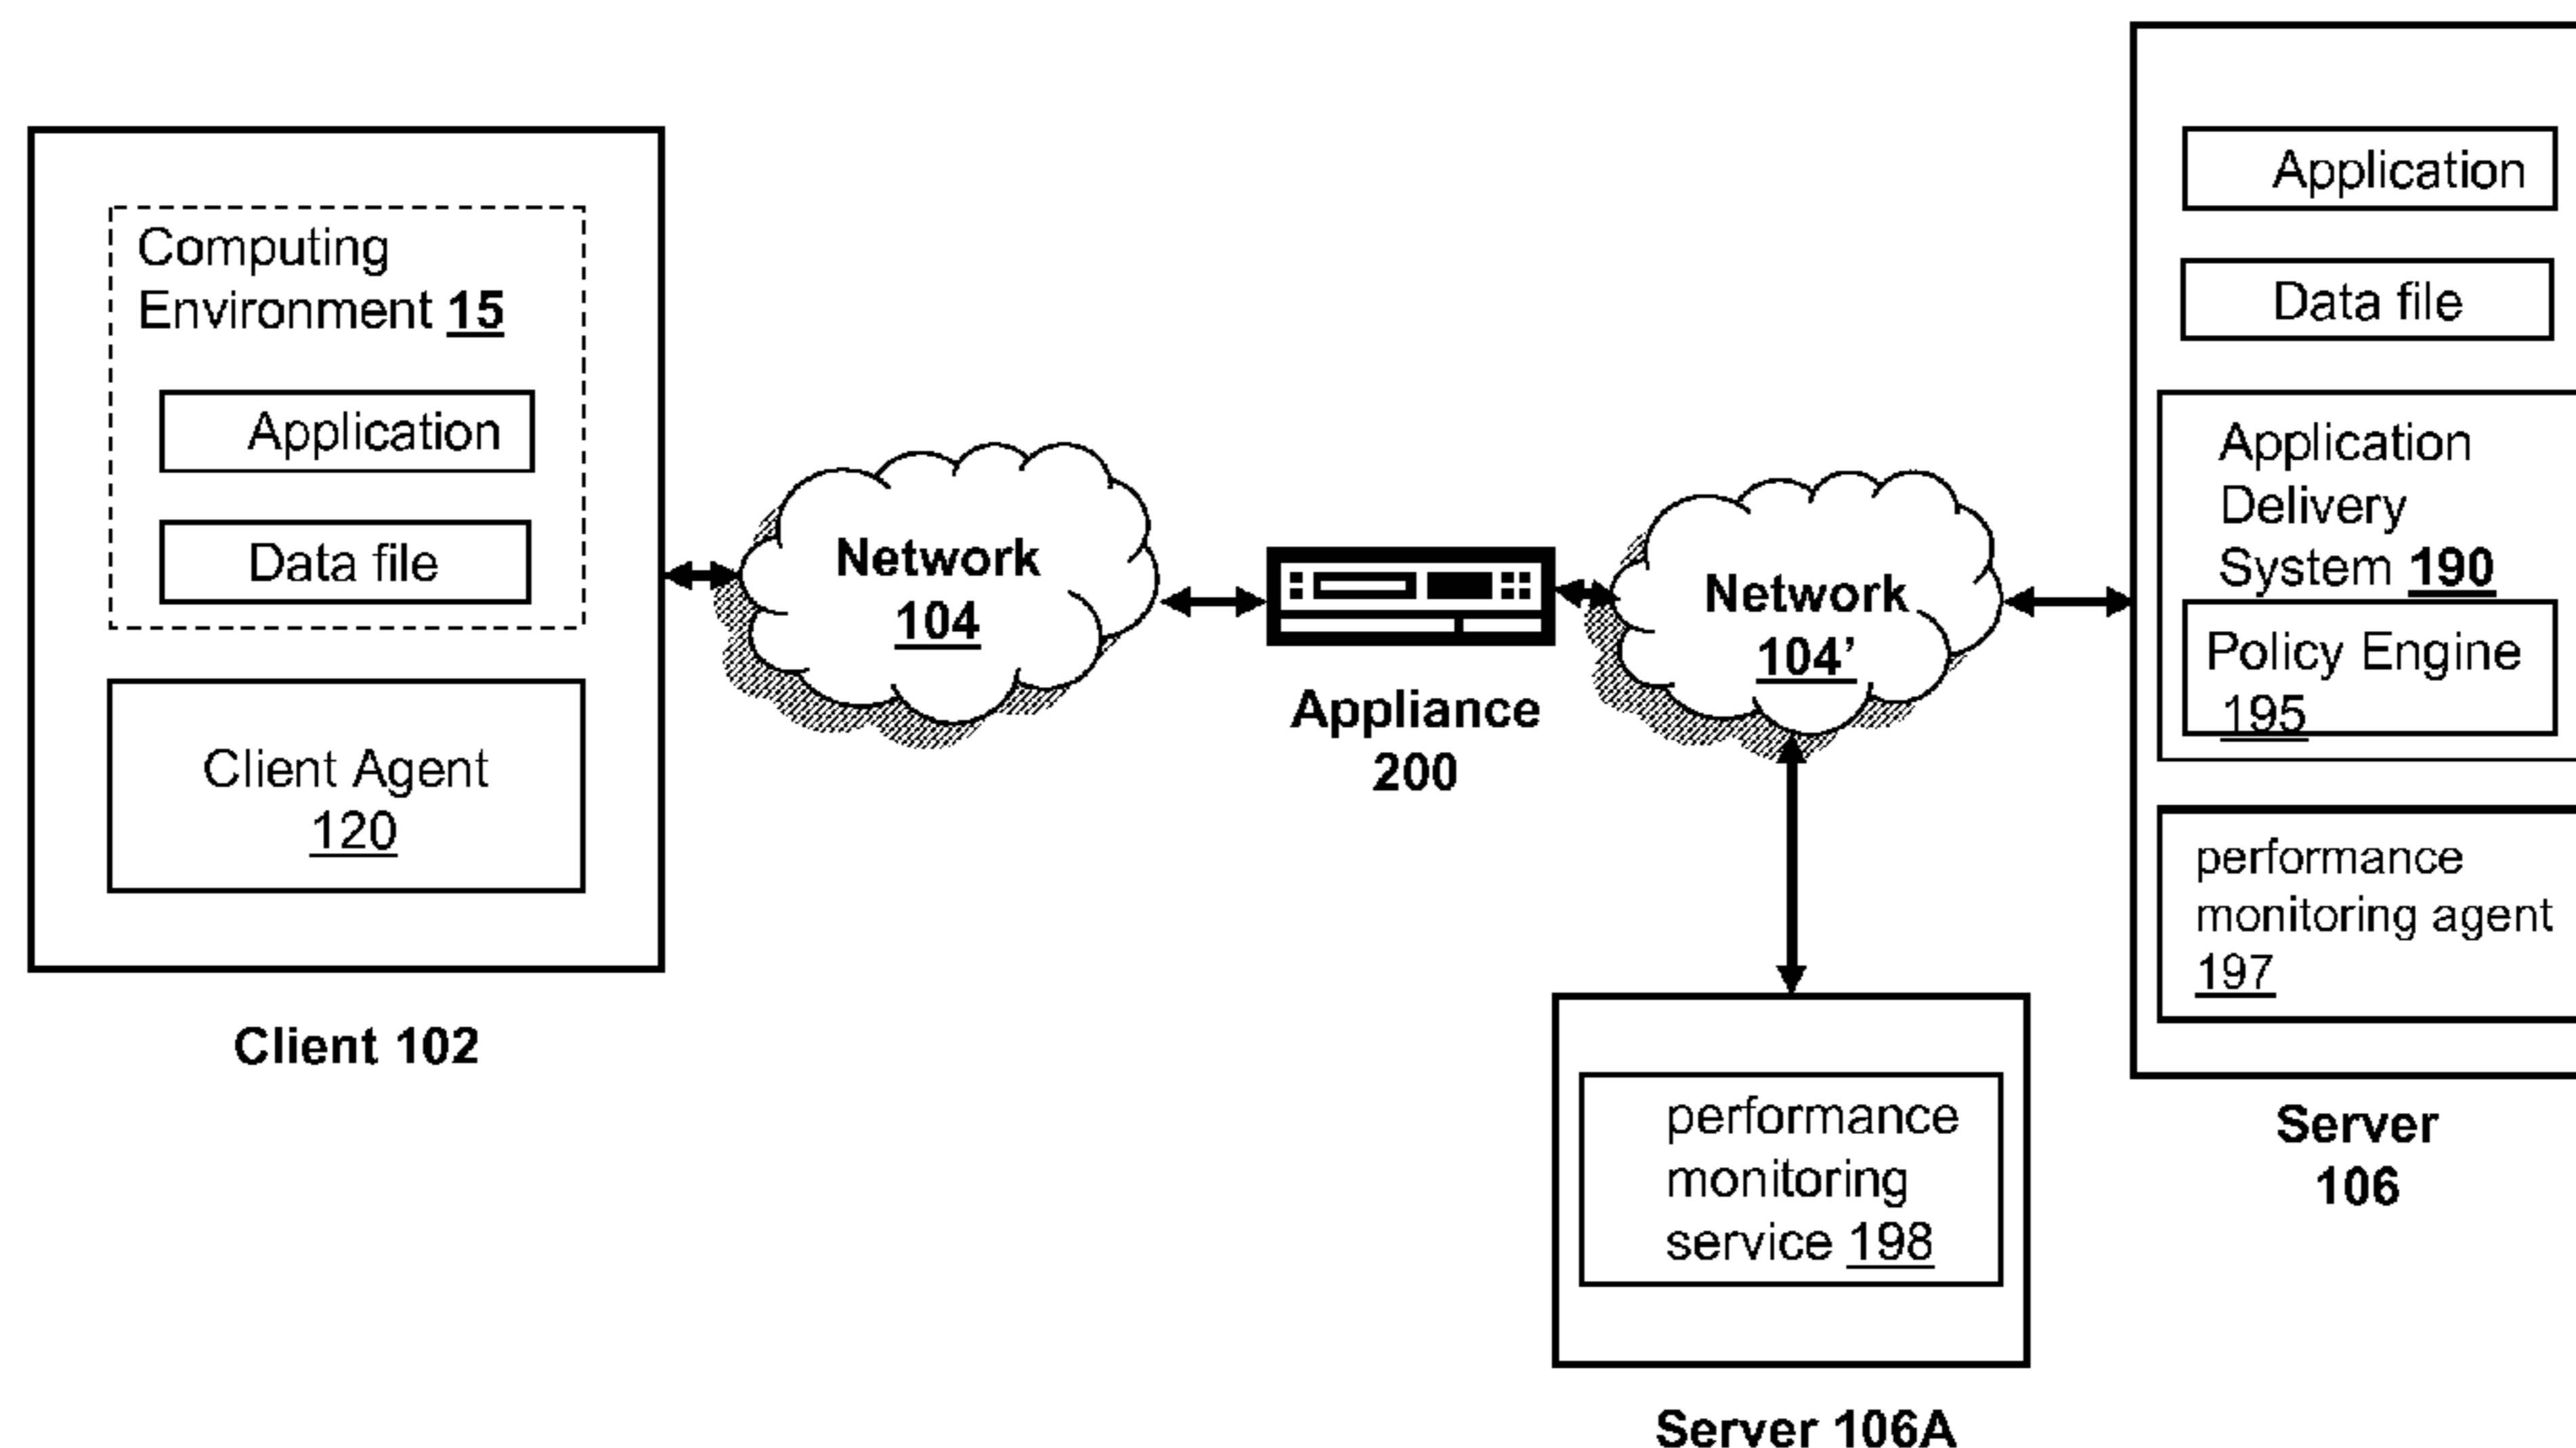 Computing
Environment 15
Application
Data file
Client Agent
120
Client 102
Network
104
Appliance
200
Network
104’
performance
monitoring
service 198
Server 106A
Application
Data file
Application
Delivery
System 190
Policy Engine
195
performance
monitoring agent
197
Server
106